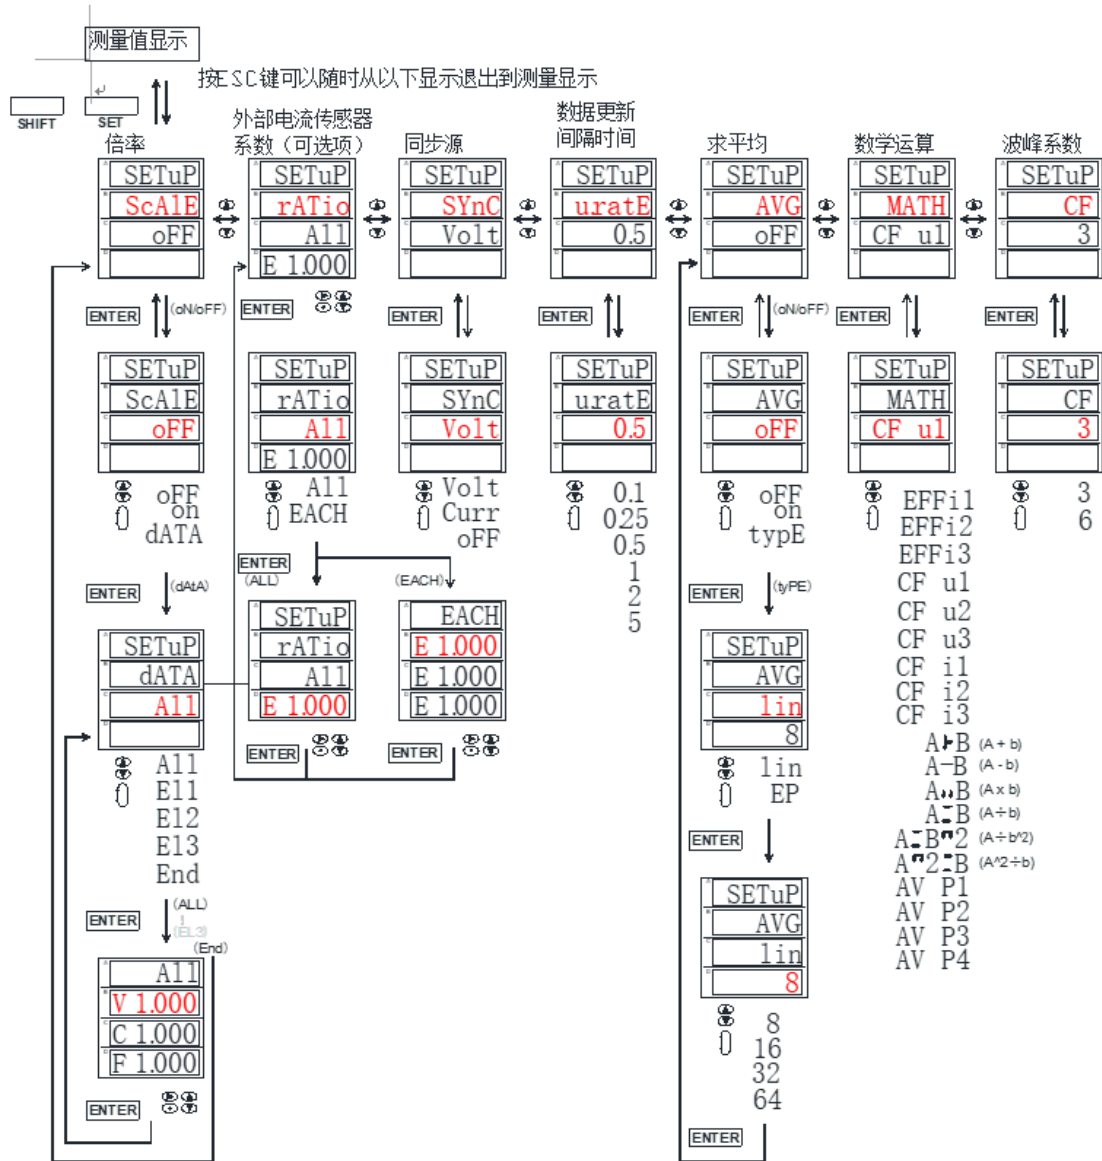 测量值显示
按ESC键可以随时从以下显示退出到测量显示
SHIFT
SET
倍率
外部电流传感器
系数（可选项）
同步源
数据更新
间隔时间
求平均
数学运算
波峰系数
SETuP
ScAlE
oFF
SETuP
rATio
All
E 1.000
SETuP
SYnC
Volt
SETuP
uratE
0.5
SETuP
AVG
oFF
SETuP
MATH
CF u1
SETuP
CF
3
ENTER
(oN/oFF)
ENTER
ENTER
ENTER
ENTER
(oN/oFF)
ENTER
ENTER
SETuP
ScAlE
oFF
SETuP
rATio
All
E 1.000
SETuP
SYnC
Volt
SETuP
uratE
0.5
SETuP
AVG
oFF
SETuP
MATH
CF u1
SETuP
CF
3
oFF
on
dATA
All
EACH
Volt
Curr
oFF
0.1
0.25
0.5
1
2
5
oFF
on
typE
EFFi1
EFFi2
EFFi3
CF u1
CF u2
CF u3
CF i1
CF i2
CF i3
(A + b)
(A - b)
(A x b)
(A÷b)
(A÷b^2)
(A^2÷b)
AV P1
AV P2
AV P3
AV P4
3
6
ENTER
(dAtA)
ENTER
(ALL)
(EACH)
ENTER
(tyPE)
SETuP
dATA
All
SETuP
rATio
All
E 1.000
EACH
E 1.000
E 1.000
E 1.000
SETuP
AVG
lin
8
ENTER
ENTER
All
El1
El2
El3
End
lin
EP
ENTER
ENTER
(ALL)
(EL3)
(End)
SETuP
AVG
lin
8
All
V 1.000
C 1.000
F 1.000
8
16
32
64
ENTER
ENTER